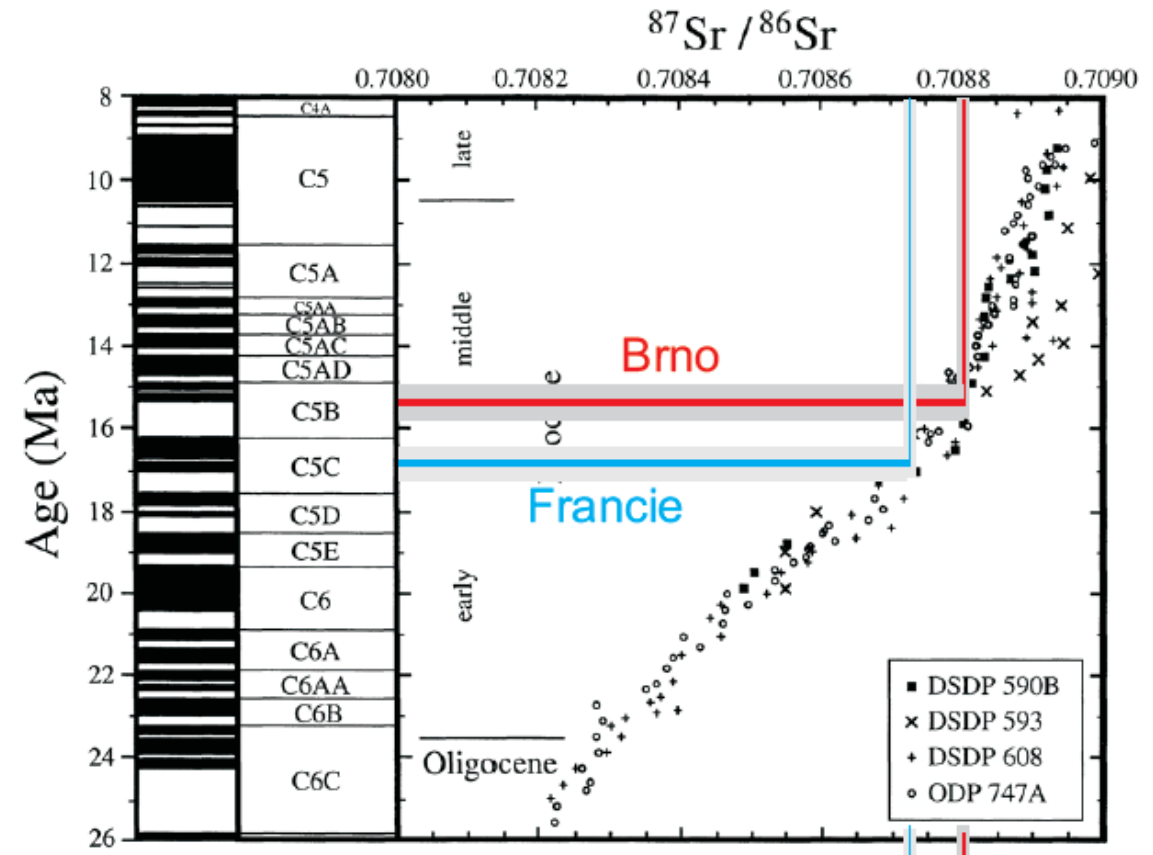 ⁸⁷Sr / ⁸⁶Sr
0.7080 0.7082 0.7084 0.7086 0.7088 0.7090
Age (Ma)
8
10
12
14
16
18
20
22
24
26
C4A
C5
C5A
C5AA
C5AB
C5AC
C5AD
C5B
C5C
C5D
C5E
C6
C6A
C6AA
C6B
C6C
late
middle
early
Oligocene
Brno
Francie
DSDP 590B
DSDP 593
DSDP 608
ODP 747A